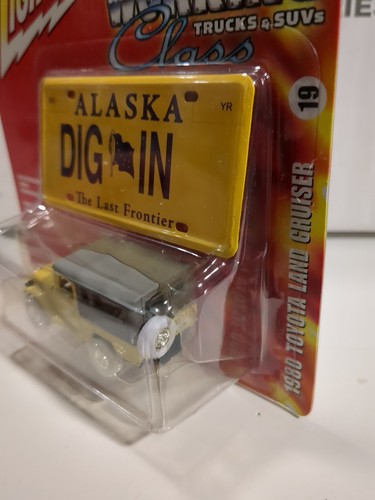 TRUCKS & SUVs
Class
19
ALASKA
YR
DIG IN
The Last Frontier
1980 TOYOTA LAND CRUISER